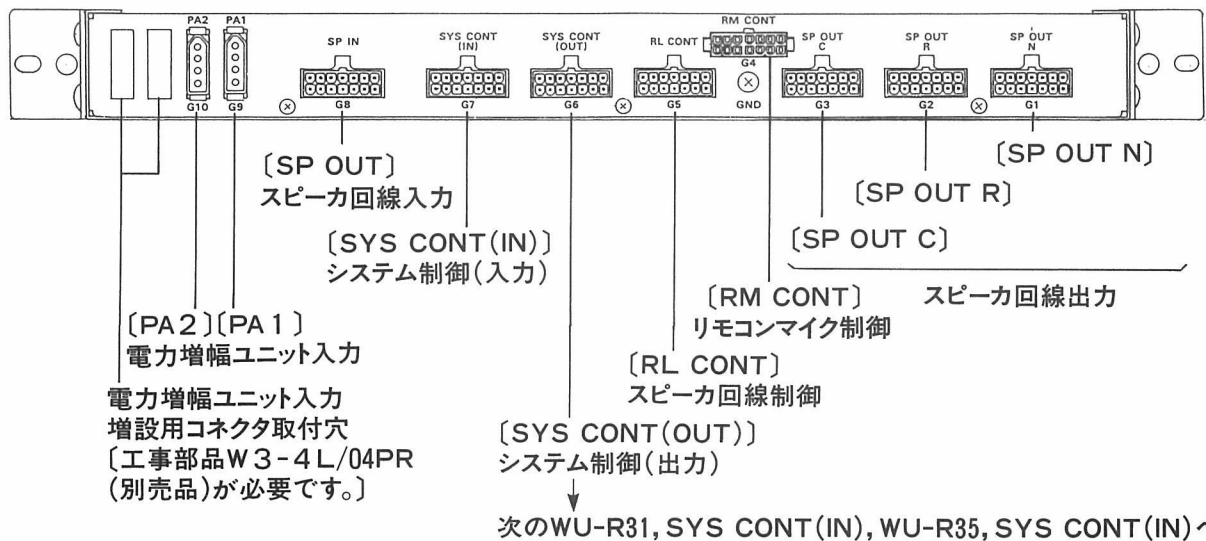 PA2 PA1
SP IN
SYS CONT
(IN)
SYS CONT
(OUT)
RL CONT
RM CONT
SP OUT
C
SP OUT
R
SP OUT
N
G10 G9 G8 G7 G6 G5 G4 GND G3 G2 G1
〔SP OUT〕
スピーカ回線入力
〔SYS CONT(IN)〕
システム制御(入力)
〔SP OUT N〕
〔SP OUT R〕
〔SP OUT C〕
スピーカ回線出力
〔RM CONT〕
リモコンマイク制御
〔RL CONT〕
スピーカ回線制御
〔PA2〕〔PA1〕
電力増幅ユニット入力
電力増幅ユニット入力
増設用コネクタ取付穴
〔工事部品W3-4L/04PR
(別売品)が必要です。〕
〔SYS CONT(OUT)〕
システム制御(出力)
次のWU-R31, SYS CONT(IN), WU-R35, SYS CONT(IN)へ